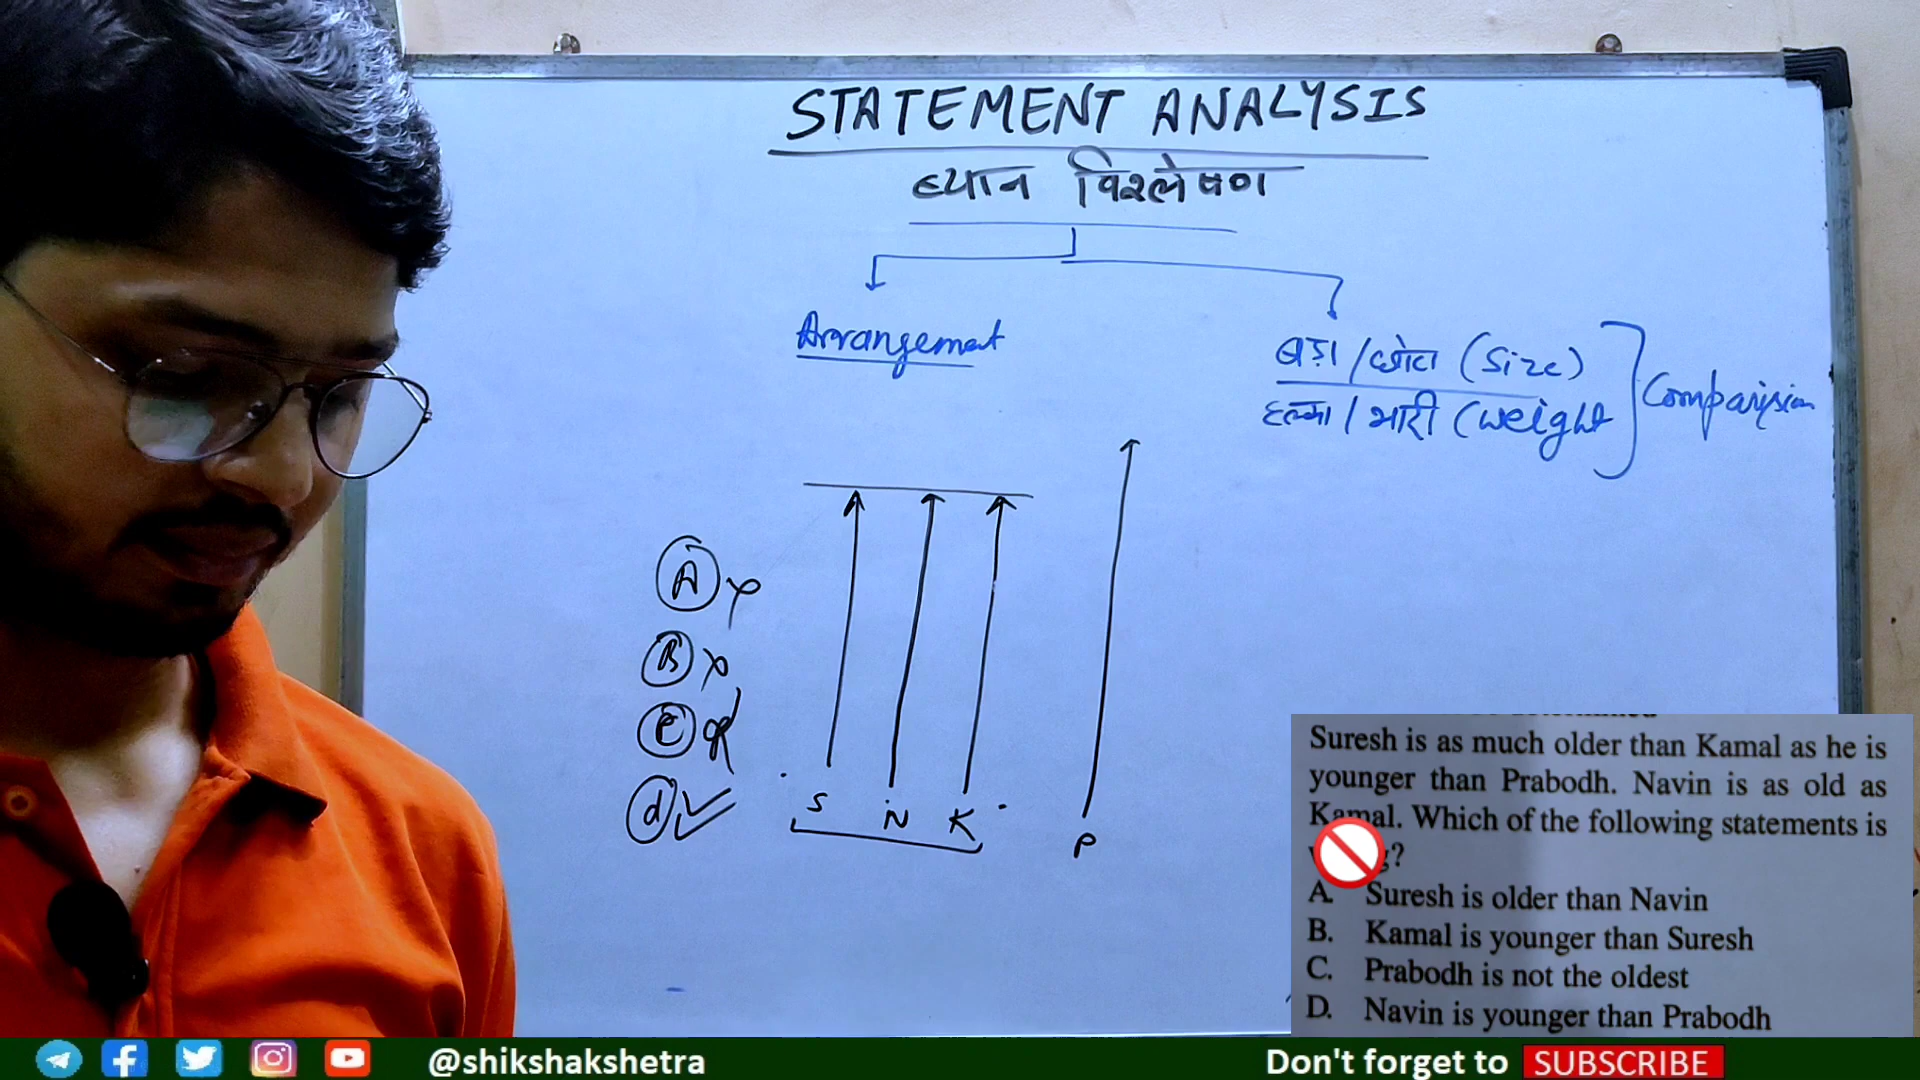 STATEMENT ANALYSIS
ध्यान विश्लेषण
Arrangement
बड़ा / छोटा (Size)
हल्का / भारी (Weight
Comparision
A x
B x
C
d ✓
S N K
P
Suresh is as much older than Kamal as he is
younger than Prabodh. Navin is as old as
Kamal. Which of the following statements is
?
A. Suresh is older than Navin
B. Kamal is younger than Suresh
C. Prabodh is not the oldest
D. Navin is younger than Prabodh
@shikshakshetra
Don't forget to SUBSCRIBE